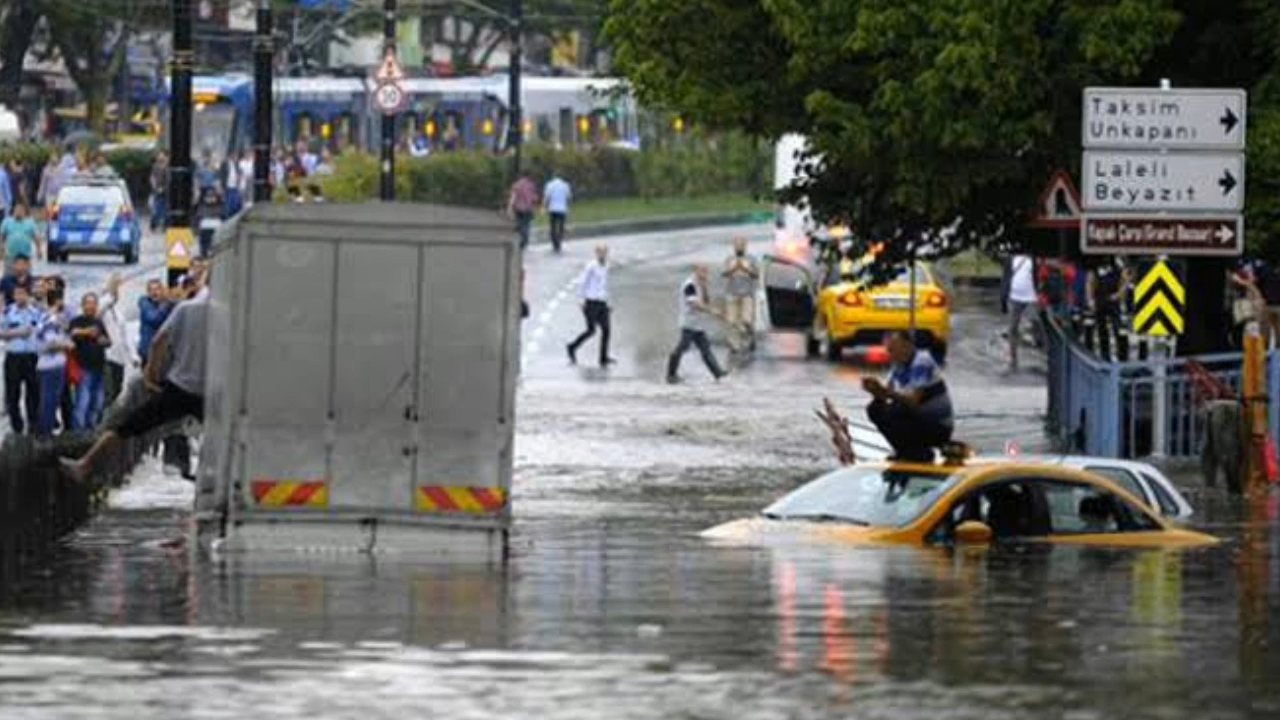 30
Taksim
Unkapanı
Laleli
Beyazıt
Kapalı Çarşı/Grand Bazaar